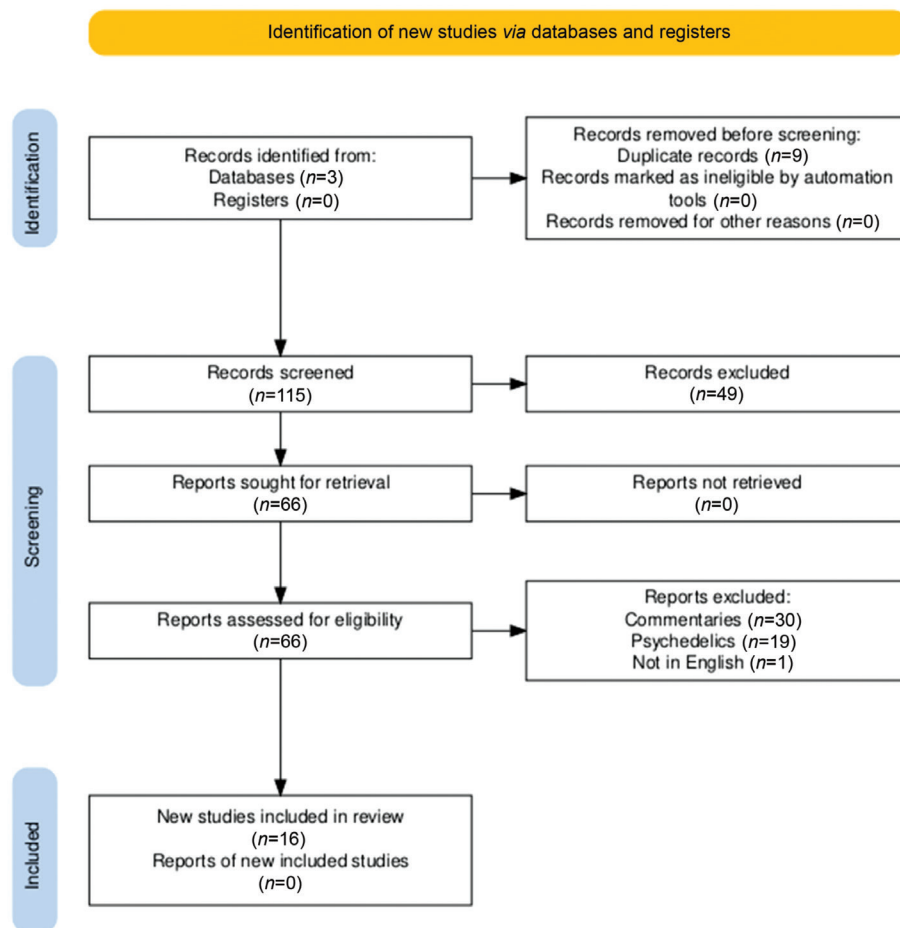 Identification of new studies via databases and registers
Identification
Records identified from:
Databases (n=3)
Registers (n=0)
Records removed before screening:
Duplicate records (n=9)
Records marked as ineligible by automation
tools (n=0)
Records removed for other reasons (n=0)
Screening
Records screened
(n=115)
Records excluded
(n=49)
Reports sought for retrieval
(n=66)
Reports not retrieved
(n=0)
Reports assessed for eligibility
(n=66)
Reports excluded:
Commentaries (n=30)
Psychedelics (n=19)
Not in English (n=1)
Included
New studies included in review
(n=16)
Reports of new included studies
(n=0)